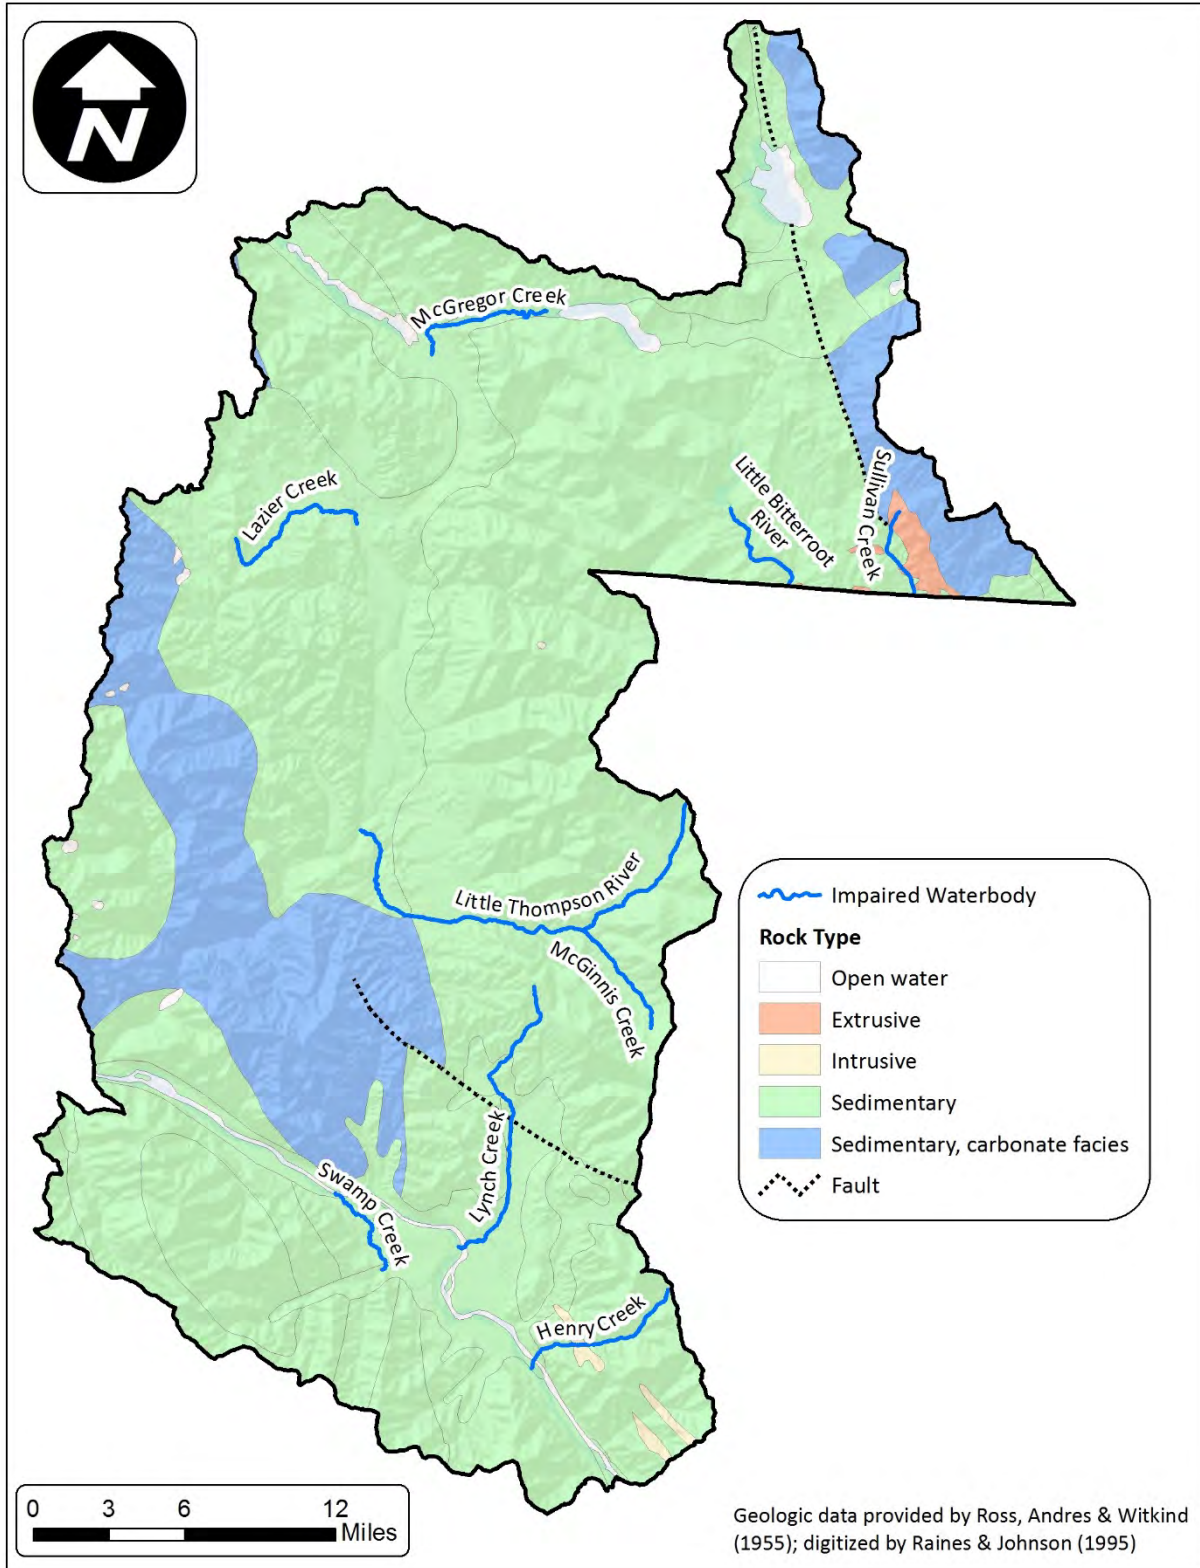 N
McGregor Creek
Lazier Creek
Little Bitterroot
River
Sullivan Creek
Little Thompson River
McGinnis Creek
Lynch Creek
Swamp Creek
Henry Creek
Impaired Waterbody
Rock Type
Open water
Extrusive
Intrusive
Sedimentary
Sedimentary, carbonate facies
Fault
0 3 6 12
Miles
Geologic data provided by Ross, Andres & Witkind
(1955); digitized by Raines & Johnson (1995)